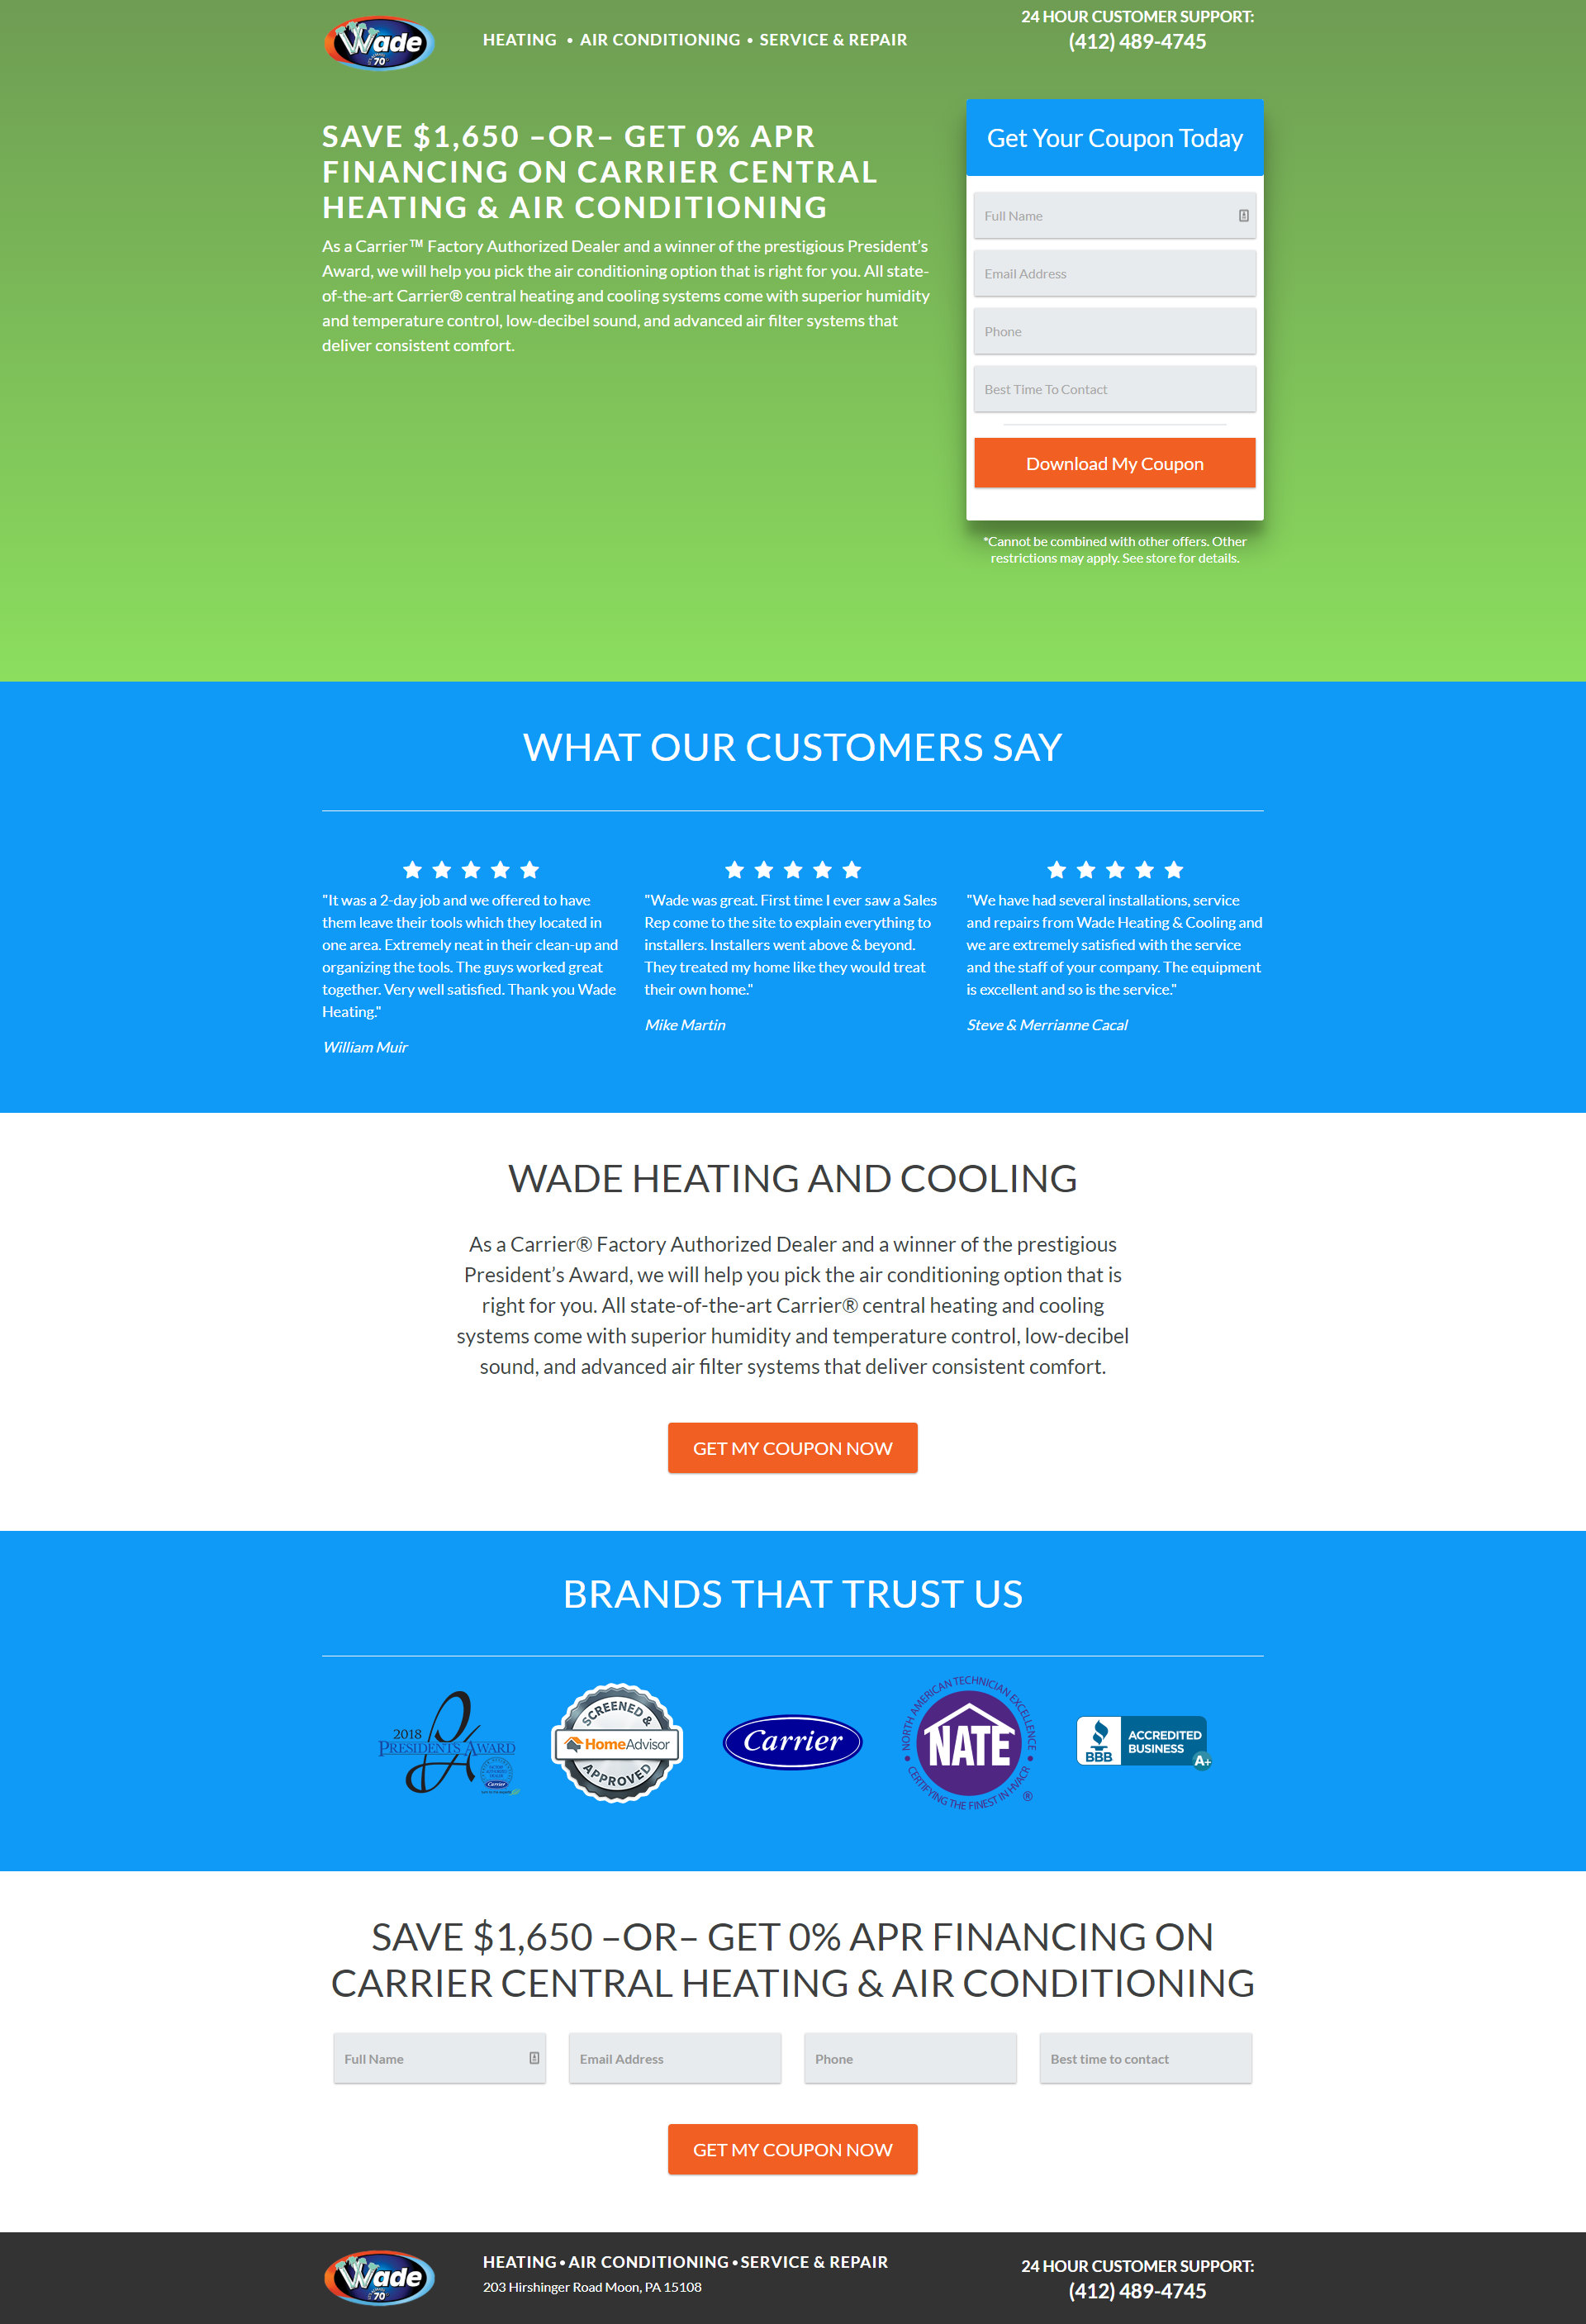 Wade
70
HEATING • AIR CONDITIONING • SERVICE & REPAIR
24 HOUR CUSTOMER SUPPORT:
(412) 489-4745
SAVE $1,650 –OR– GET 0% APR
FINANCING ON CARRIER CENTRAL
HEATING & AIR CONDITIONING
As a Carrier™ Factory Authorized Dealer and a winner of the prestigious President’s
Award, we will help you pick the air conditioning option that is right for you. All state-
of-the-art Carrier® central heating and cooling systems come with superior humidity
and temperature control, low-decibel sound, and advanced air filter systems that
deliver consistent comfort.
Get Your Coupon Today
Full Name
Email Address
Phone
Best Time To Contact
Download My Coupon
*Cannot be combined with other offers. Other
restrictions may apply. See store for details.
WHAT OUR CUSTOMERS SAY
"It was a 2-day job and we offered to have
them leave their tools which they located in
one area. Extremely neat in their clean-up and
organizing the tools. The guys worked great
together. Very well satisfied. Thank you Wade
Heating."
William Muir
"Wade was great. First time I ever saw a Sales
Rep come to the site to explain everything to
installers. Installers went above & beyond.
They treated my home like they would treat
their own home."
Mike Martin
"We have had several installations, service
and repairs from Wade Heating & Cooling and
we are extremely satisfied with the service
and the staff of your company. The equipment
is excellent and so is the service."
Steve & Merrianne Cacal
WADE HEATING AND COOLING
As a Carrier® Factory Authorized Dealer and a winner of the prestigious
President’s Award, we will help you pick the air conditioning option that is
right for you. All state-of-the-art Carrier® central heating and cooling
systems come with superior humidity and temperature control, low-decibel
sound, and advanced air filter systems that deliver consistent comfort.
GET MY COUPON NOW
BRANDS THAT TRUST US
2018
PRESIDENT'S AWARD
Carrier
SCREENED &
HomeAdvisor
APPROVED
Carrier
NORTH AMERICAN TECHNICIAN EXCELLENCE
NATE
• CERTIFYING THE FINEST IN HVACR •
®
BBB
ACCREDITED
BUSINESS
A+
SAVE $1,650 –OR– GET 0% APR FINANCING ON
CARRIER CENTRAL HEATING & AIR CONDITIONING
Full Name
Email Address
Phone
Best time to contact
GET MY COUPON NOW
Wade
70
HEATING • AIR CONDITIONING • SERVICE & REPAIR
203 Hirshinger Road Moon, PA 15108
24 HOUR CUSTOMER SUPPORT:
(412) 489-4745